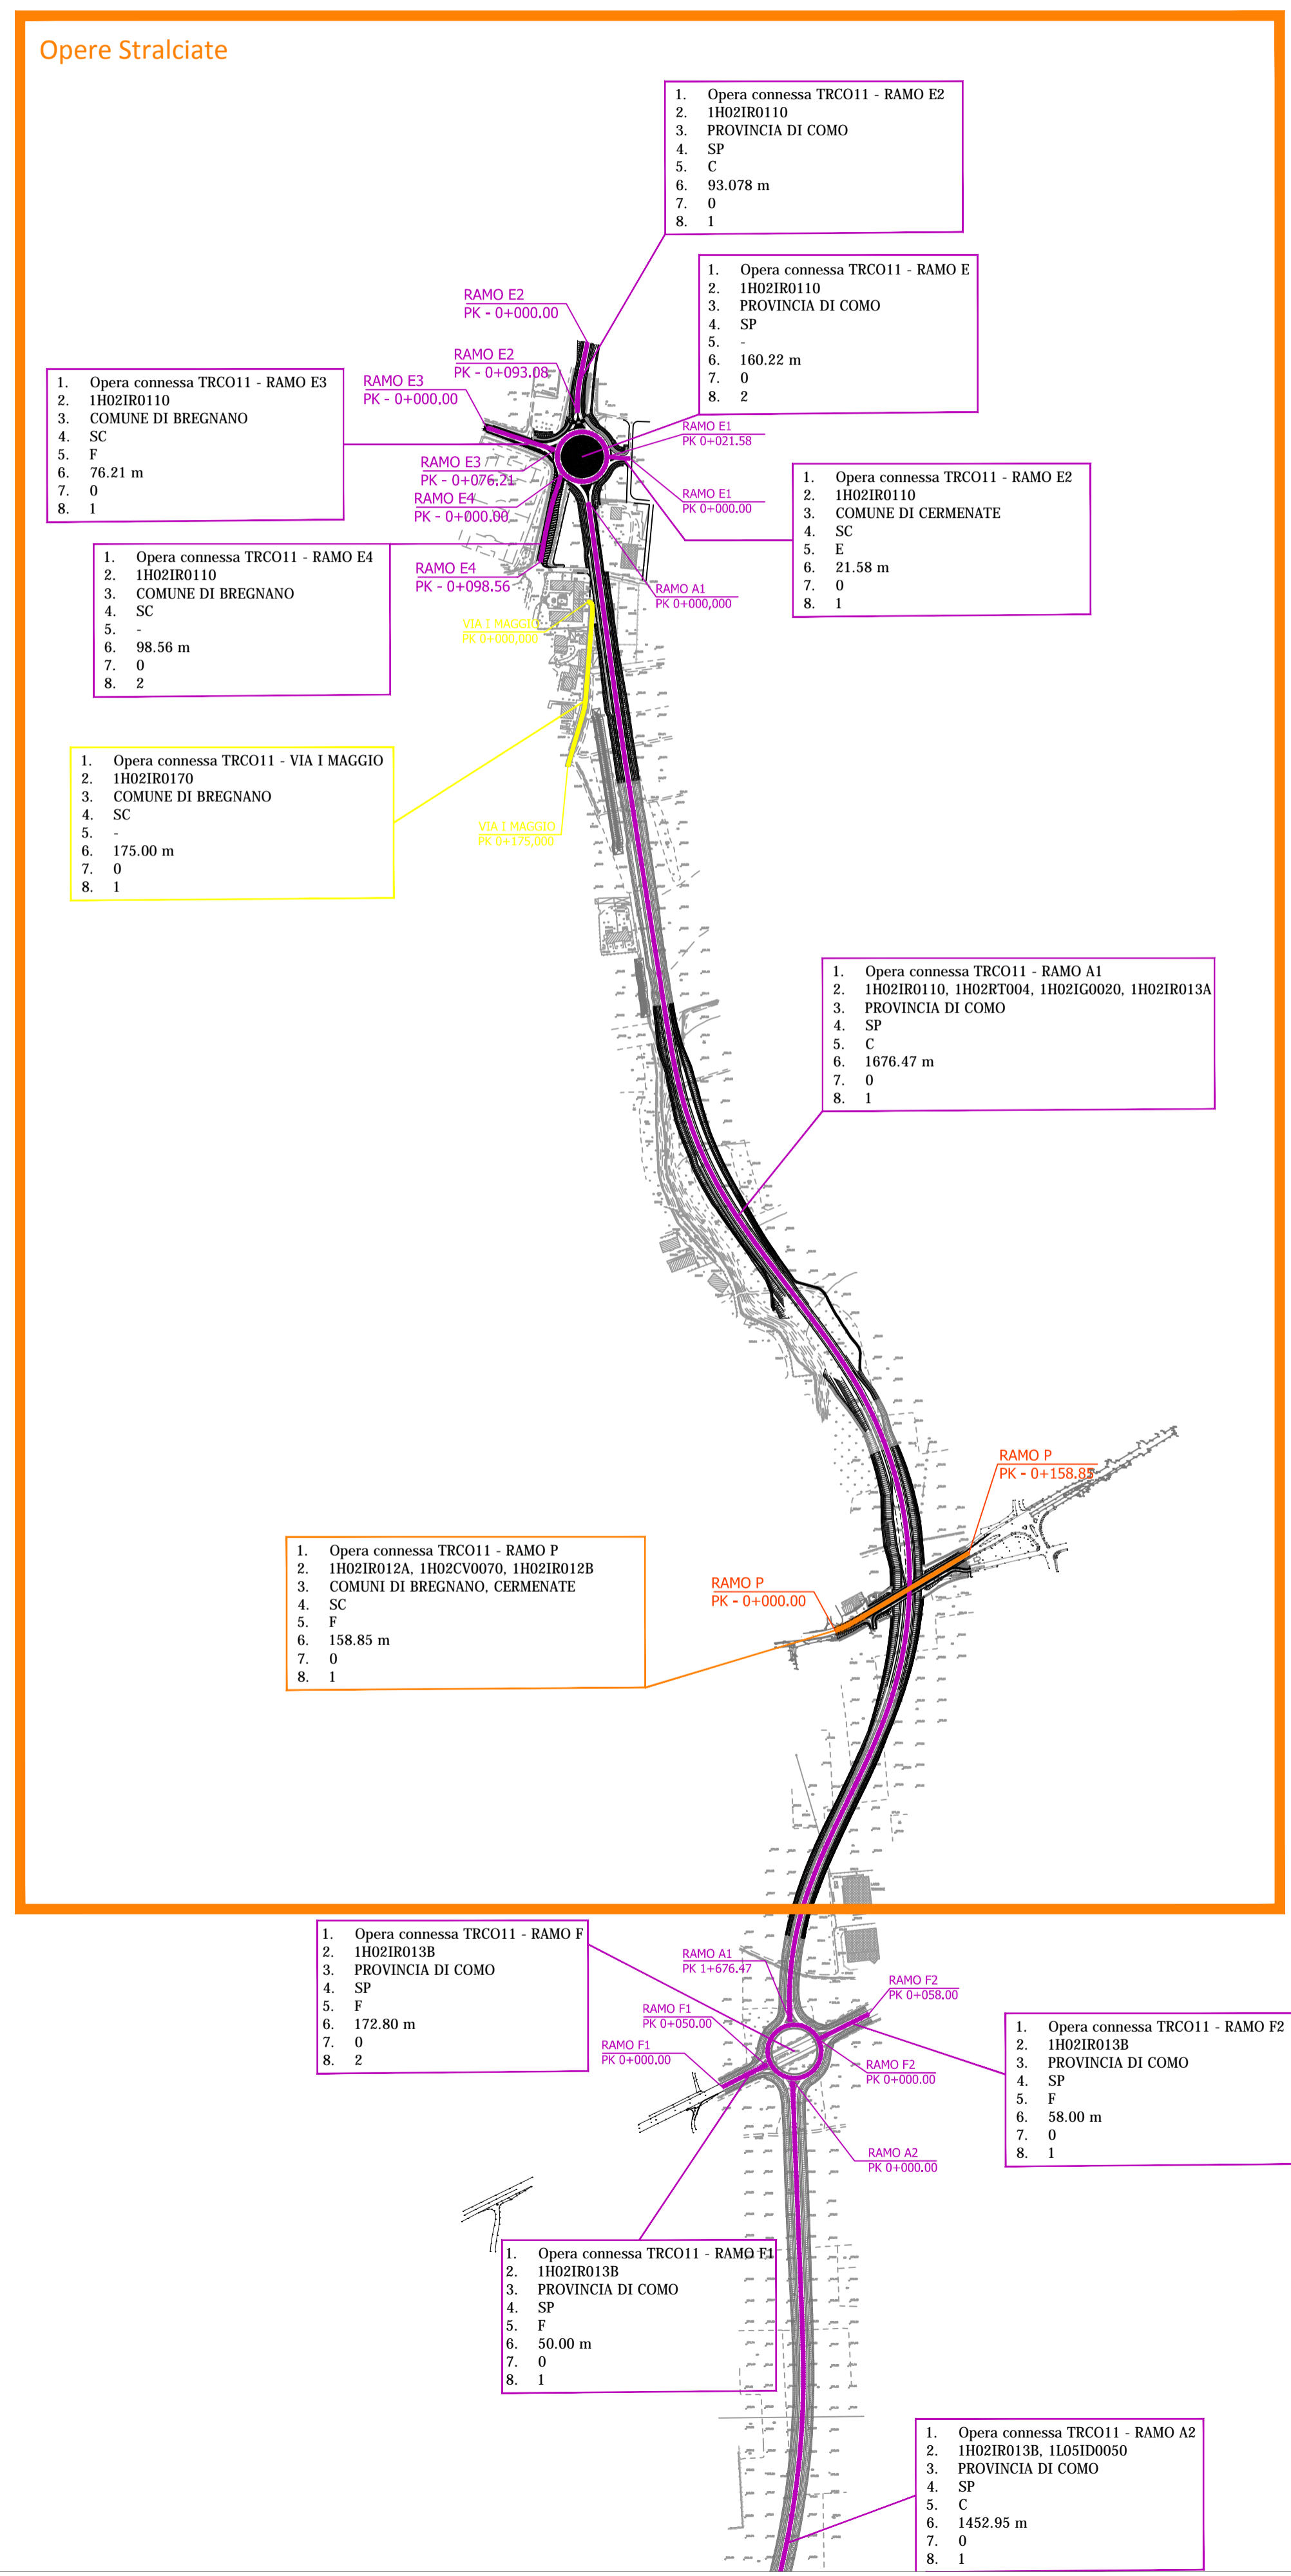 Opere Stralciate
1. Opera connessa TRCO11 - RAMO E2
2. 1H02IR0110
3. PROVINCIA DI COMO
4. SP
5. C
6. 93.078 m
7. 0
8. 1
1. Opera connessa TRCO11 - RAMO E
2. 1H02IR0110
3. PROVINCIA DI COMO
4. SP
5. -
6. 160.22 m
7. 0
8. 2
RAMO E2
PK - 0+000.00
RAMO E2
PK - 0+093.08
RAMO E3
PK - 0+000.00
1. Opera connessa TRCO11 - RAMO E3
2. 1H02IR0110
3. COMUNE DI BREGNANO
4. SC
5. F
6. 76.21 m
7. 0
8. 1
RAMO E1
PK 0+021.58
RAMO E3
PK - 0+076.21
RAMO E4
PK - 0+000.00
RAMO E1
PK 0+000.00
1. Opera connessa TRCO11 - RAMO E2
2. 1H02IR0110
3. COMUNE DI CERMENATE
4. SC
5. E
6. 21.58 m
7. 0
8. 1
1. Opera connessa TRCO11 - RAMO E4
2. 1H02IR0110
3. COMUNE DI BREGNANO
4. SC
5. -
6. 98.56 m
7. 0
8. 2
RAMO E4
PK - 0+098.56
RAMO A1
PK 0+000,000
VIA I MAGGIO
PK 0+000,000
1. Opera connessa TRCO11 - VIA I MAGGIO
2. 1H02IR0170
3. COMUNE DI BREGNANO
4. SC
5. -
6. 175.00 m
7. 0
8. 1
VIA I MAGGIO
PK 0+175,000
1. Opera connessa TRCO11 - RAMO A1
2. 1H02IR0110, 1H02RT004, 1H02IG0020, 1H02IR013A
3. PROVINCIA DI COMO
4. SP
5. C
6. 1676.47 m
7. 0
8. 1
RAMO P
PK - 0+158.85
1. Opera connessa TRCO11 - RAMO P
2. 1H02IR012A, 1H02CV0070, 1H02IR012B
3. COMUNI DI BREGNANO, CERMENATE
4. SC
5. F
6. 158.85 m
7. 0
8. 1
RAMO P
PK - 0+000.00
1. Opera connessa TRCO11 - RAMO F
2. 1H02IR013B
3. PROVINCIA DI COMO
4. SP
5. F
6. 172.80 m
7. 0
8. 2
RAMO A1
PK 1+676.47
RAMO F2
PK 0+058.00
RAMO F1
PK 0+050.00
RAMO F1
PK 0+000.00
RAMO F2
PK 0+000.00
1. Opera connessa TRCO11 - RAMO F2
2. 1H02IR013B
3. PROVINCIA DI COMO
4. SP
5. F
6. 58.00 m
7. 0
8. 1
RAMO A2
PK 0+000.00
1. Opera connessa TRCO11 - RAMO F1
2. 1H02IR013B
3. PROVINCIA DI COMO
4. SP
5. F
6. 50.00 m
7. 0
8. 1
1. Opera connessa TRCO11 - RAMO A2
2. 1H02IR013B, 1L05ID0050
3. PROVINCIA DI COMO
4. SP
5. C
6. 1452.95 m
7. 0
8. 1